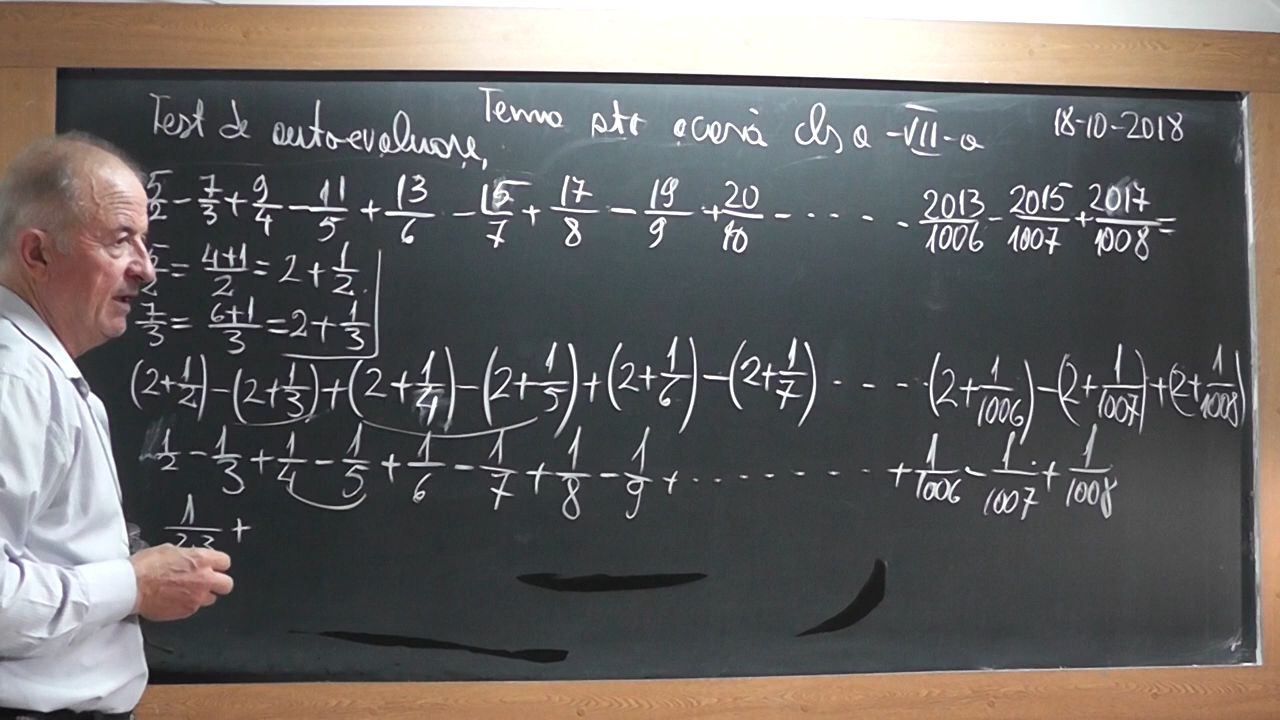 Test de autoevaluare, Tema ptr acasă cls a -VII-a 18-10-2018
5/2 - 7/3 + 9/4 - 11/5 + 13/6 - 15/7 + 17/8 - 19/9 + 20/10 - ..... - 2013/1006 - 2015/1007 + 2017/1008 =
5/2 = 4+1/2 = 2 + 1/2
7/3 = 6+1/3 = 2 + 1/3
(2+1/2) - (2+1/3) + (2+1/4) - (2+1/5) + (2+1/6) - (2+1/7) .... (2+1/1006) - (2+1/1007) + (2+1/1008)
1/2 - 1/3 + 1/4 - 1/5 + 1/6 - 1/7 + 1/8 - 1/9 + ......... + 1/1006 - 1/1007 + 1/1008
1/2·3 +